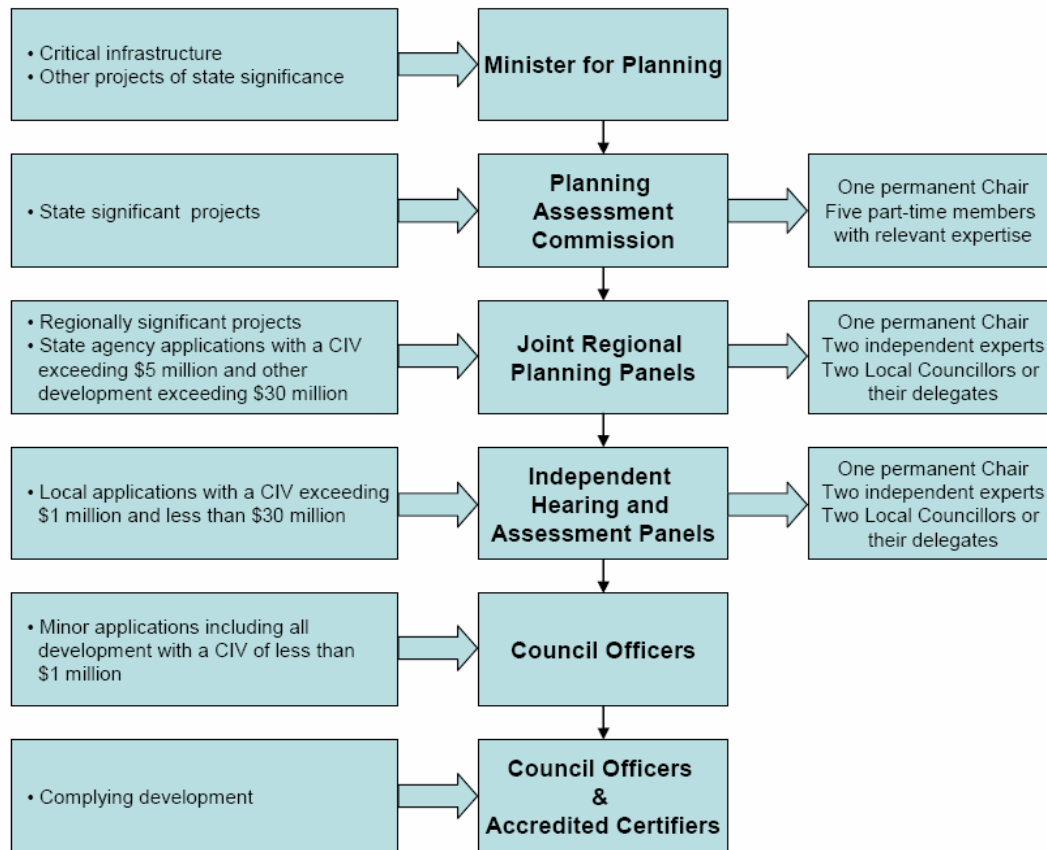 • Critical infrastructure
• Other projects of state significance
Minister for Planning
• State significant projects
Planning
Assessment
Commission
One permanent Chair
Five part-time members
with relevant expertise
• Regionally significant projects
• State agency applications with a CIV
exceeding $5 million and other
development exceeding $30 million
Joint Regional
Planning Panels
One permanent Chair
Two independent experts
Two Local Councillors or
their delegates
• Local applications with a CIV exceeding
$1 million and less than $30 million
Independent
Hearing and
Assessment Panels
One permanent Chair
Two independent experts
Two Local Councillors or
their delegates
• Minor applications including all
development with a CIV of less than
$1 million
Council Officers
• Complying development
Council Officers
&
Accredited Certifiers